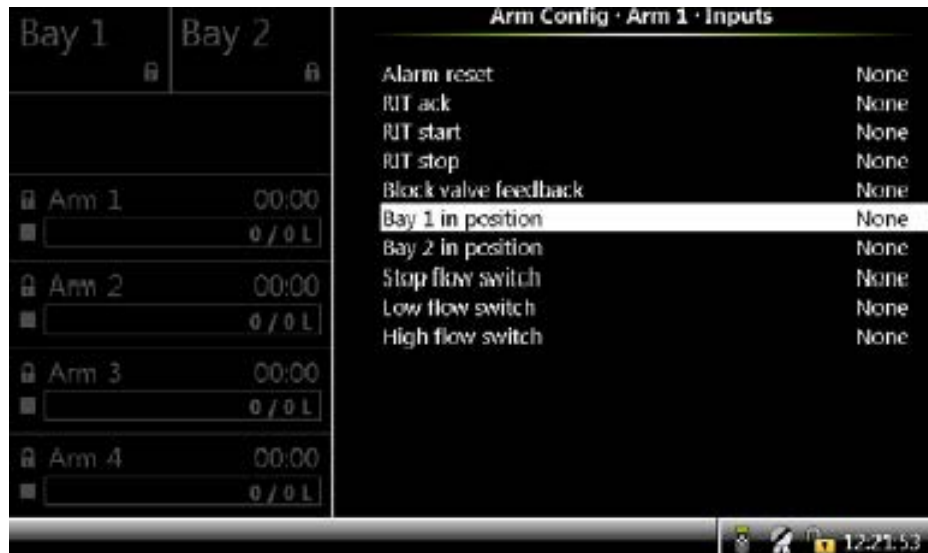 Bay 1
Bay 2
Arm 1 00:00
0 / 0 L
Arm 2 00:00
0 / 0 L
Arm 3 00:00
0 / 0 L
Arm 4 00:00
0 / 0 L
Arm Config · Arm 1 · Inputs
Alarm reset None
RIT ack None
RIT start None
RIT stop None
Block valve feedback None
Bay 1 in position None
Bay 2 in position None
Stop flow switch None
Low flow switch None
High flow switch None
12:21:53